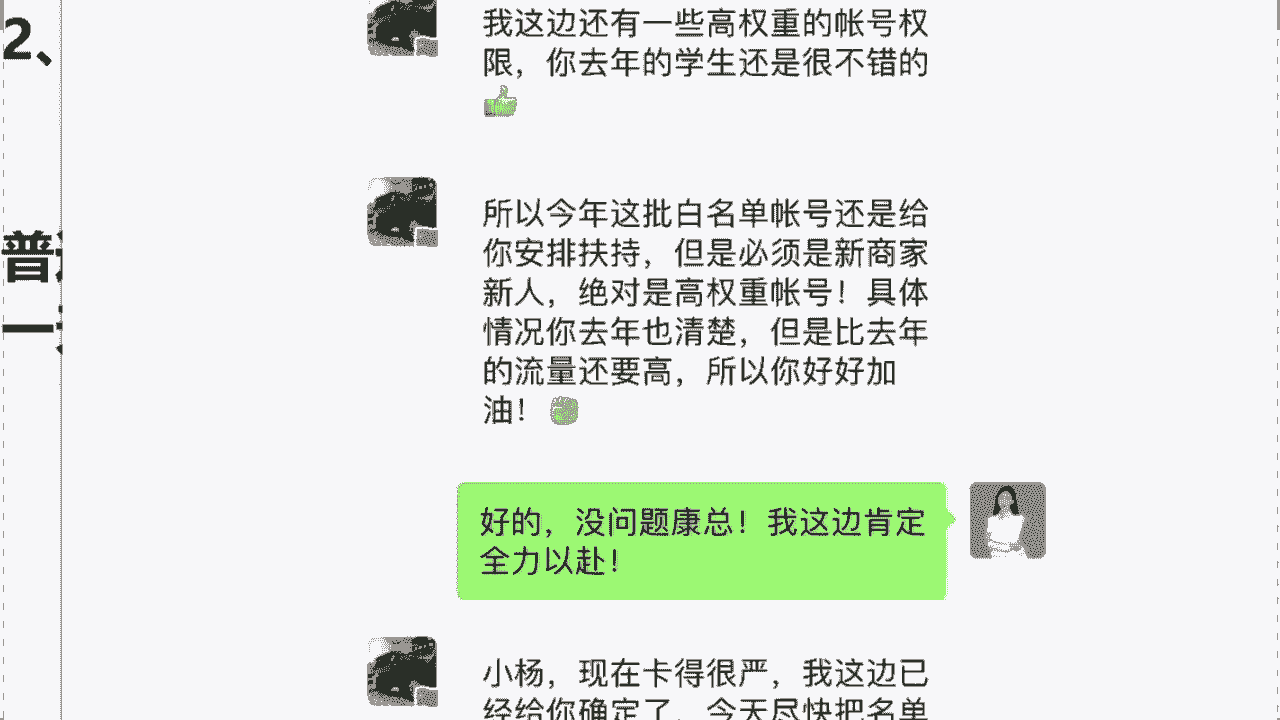 2、
普
一
我这边还有一些高权重的帐号权
限，你去年的学生还是很不错的
所以今年这批白名单帐号还是给
你安排扶持，但是必须是新商家
新人，绝对是高权重帐号！具体
情况你去年也清楚，但是比去年
的流量还要高，所以你好好加
油！
好的，没问题康总！我这边肯定
全力以赴！
小杨，现在卡得很严，我这边已
经给你确定了，今天尽快把名单